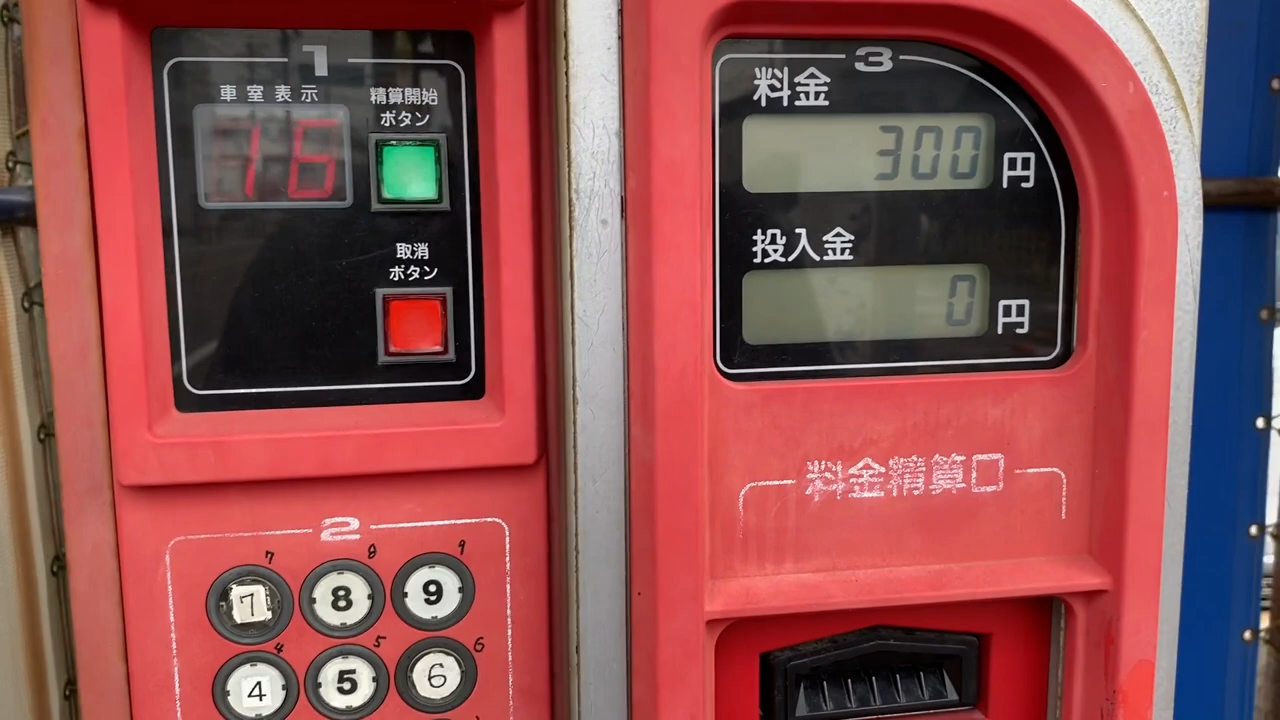 1
車室表示
16
精算開始
ボタン
取消
ボタン
2
7 8 9
7 8 9
4 5 6
4 5 6
3
料金
300 円
投入金
0 円
料金精算口